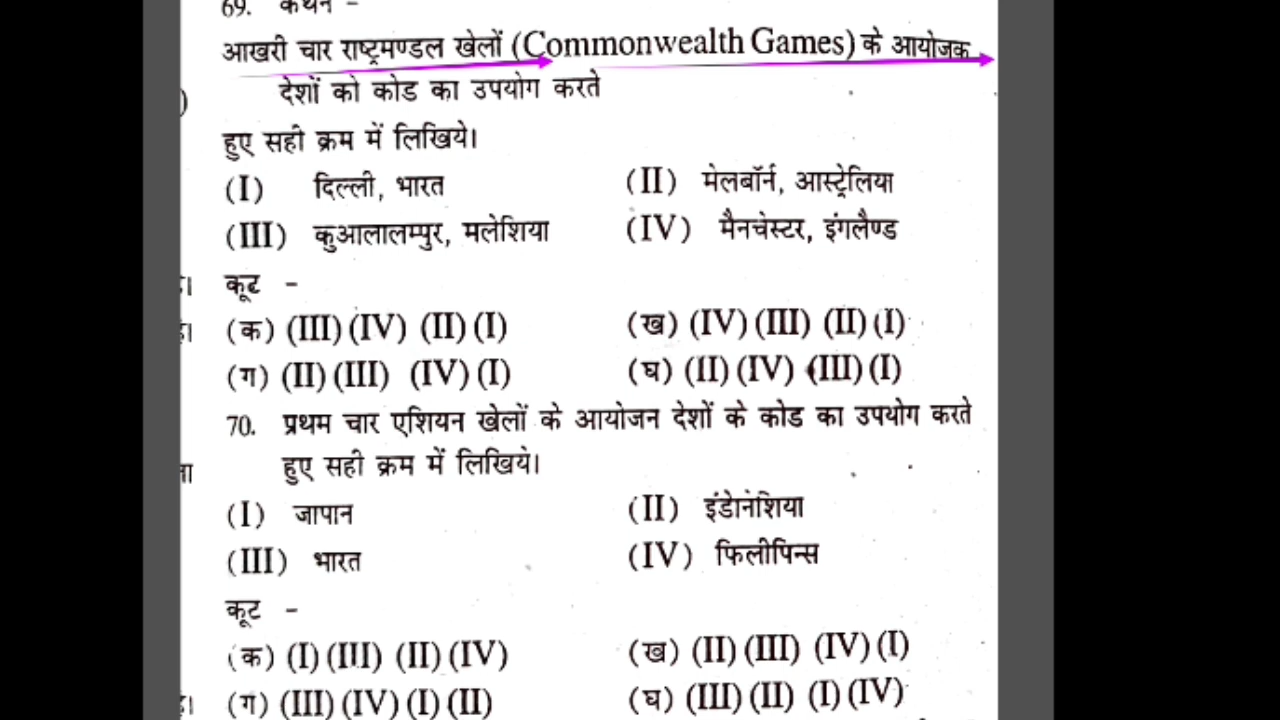 69. कथन -
आखरी चार राष्ट्रमण्डल खेलों (Commonwealth Games) के आयोजक
देशों को कोड का उपयोग करते
हुए सही क्रम में लिखिये।
(I) दिल्ली, भारत (II) मेलबॉर्न, आस्ट्रेलिया
(III) कुआलालम्पुर, मलेशिया (IV) मैनचेस्टर, इंगलैण्ड
कूट -
(क) (III) (IV) (II) (I) (ख) (IV) (III) (II) (I)
(ग) (II) (III) (IV) (I) (घ) (II) (IV) (III) (I)
70. प्रथम चार एशियन खेलों के आयोजन देशों के कोड का उपयोग करते
हुए सही क्रम में लिखिये।
(I) जापान (II) इंडोनेशिया
(III) भारत (IV) फिलीपिन्स
कूट -
(क) (I) (III) (II) (IV) (ख) (II) (III) (IV) (I)
(ग) (III) (IV) (I) (II) (घ) (III) (II) (I) (IV)